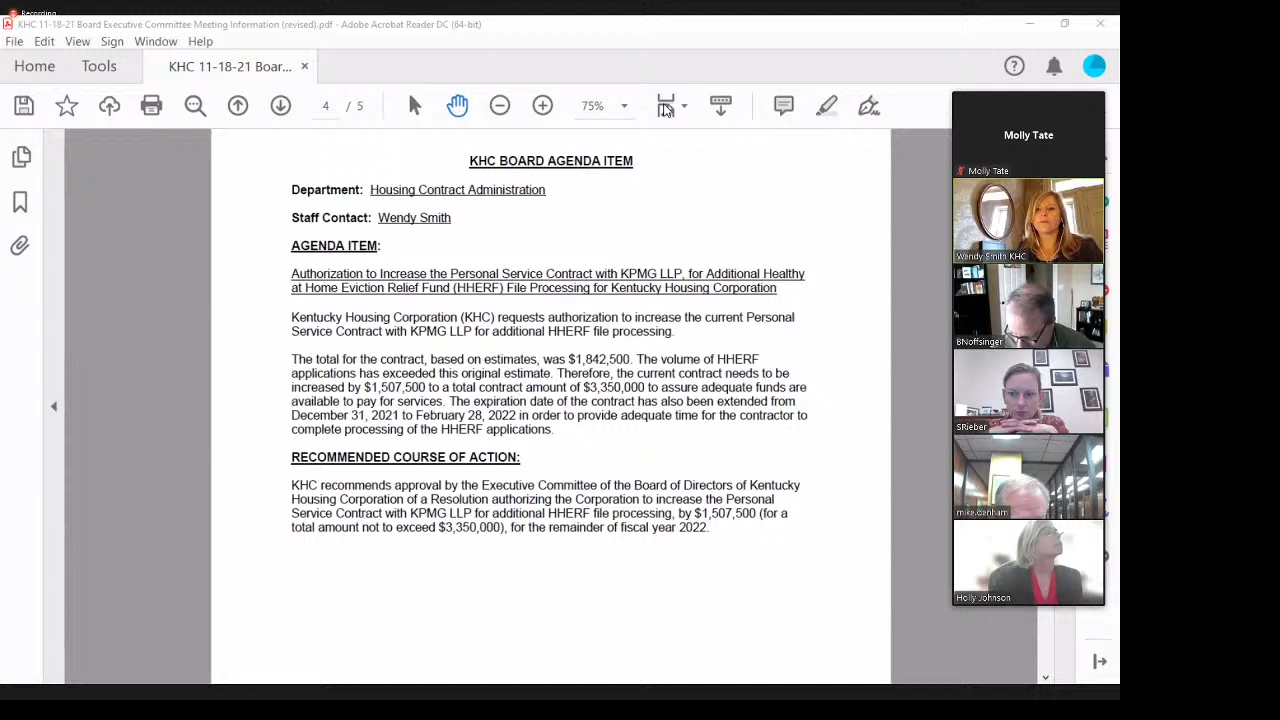 Recording
KHC 11-18-21 Board Executive Committee Meeting Information (revised).pdf - Adobe Acrobat Reader DC (64-bit)
File Edit View Sign Window Help
Home Tools KHC 11-18-21 Boar... ×
4 / 5 75%
KHC BOARD AGENDA ITEM
Department: Housing Contract Administration
Staff Contact: Wendy Smith
AGENDA ITEM:
Authorization to Increase the Personal Service Contract with KPMG LLP, for Additional Healthy
at Home Eviction Relief Fund (HHERF) File Processing for Kentucky Housing Corporation
Kentucky Housing Corporation (KHC) requests authorization to increase the current Personal
Service Contract with KPMG LLP for additional HHERF file processing.
The total for the contract, based on estimates, was $1,842,500. The volume of HHERF
applications has exceeded this original estimate. Therefore, the current contract needs to be
increased by $1,507,500 to a total contract amount of $3,350,000 to assure adequate funds are
available to pay for services. The expiration date of the contract has also been extended from
December 31, 2021 to February 28, 2022 in order to provide adequate time for the contractor to
complete processing of the HHERF applications.
RECOMMENDED COURSE OF ACTION:
KHC recommends approval by the Executive Committee of the Board of Directors of Kentucky
Housing Corporation of a Resolution authorizing the Corporation to increase the Personal
Service Contract with KPMG LLP for additional HHERF file processing, by $1,507,500 (for a
total amount not to exceed $3,350,000), for the remainder of fiscal year 2022.
Molly Tate
Molly Tate
Wendy Smith KHC
BNoffsinger
SRieber
mike.denham
Holly Johnson